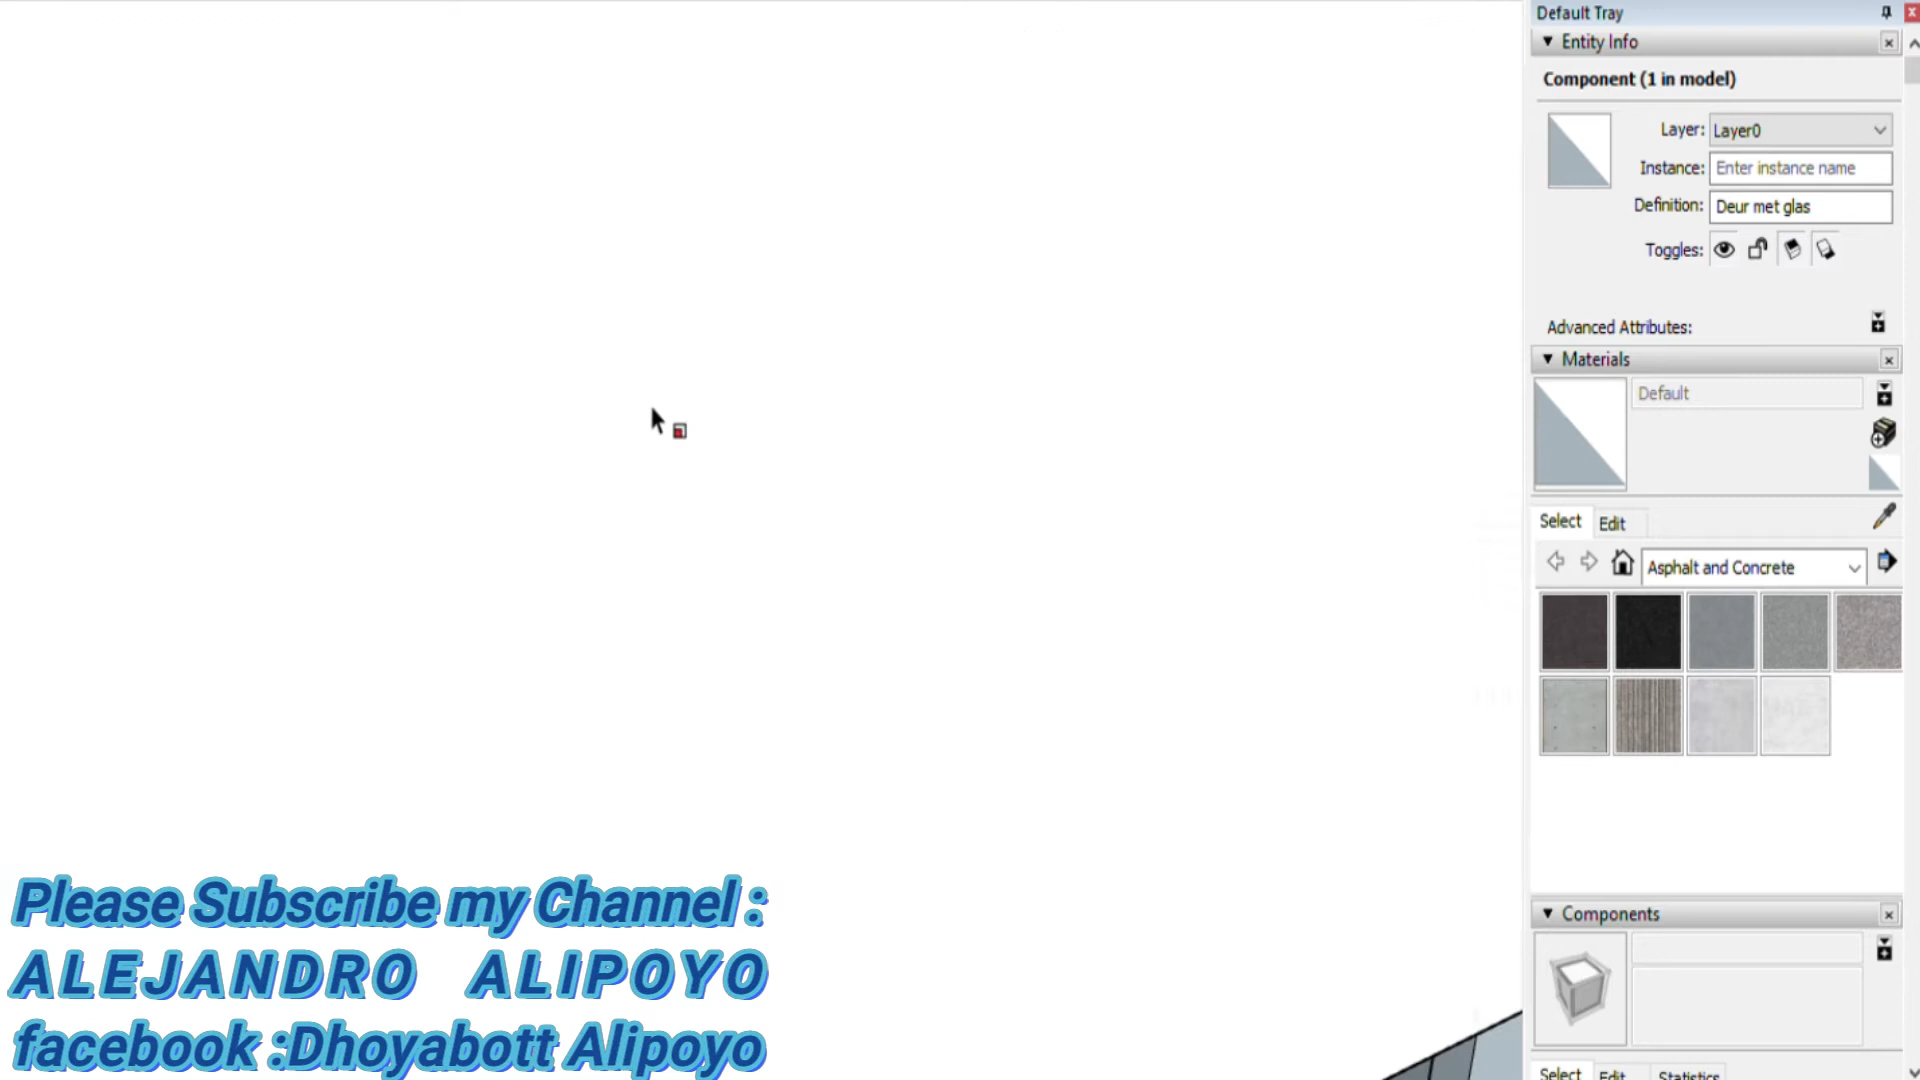 Default Tray
Entity Info
Component (1 in model)
Layer: Layer0
Instance: Enter instance name
Definition: Deur met glas
Toggles:
Advanced Attributes:
Materials
Default
Select Edit
Asphalt and Concrete
Components
Select Edit Statistics
Please Subscribe my Channel :
ALEJANDRO ALIPOYO
facebook :Dhoyabott Alipoyo